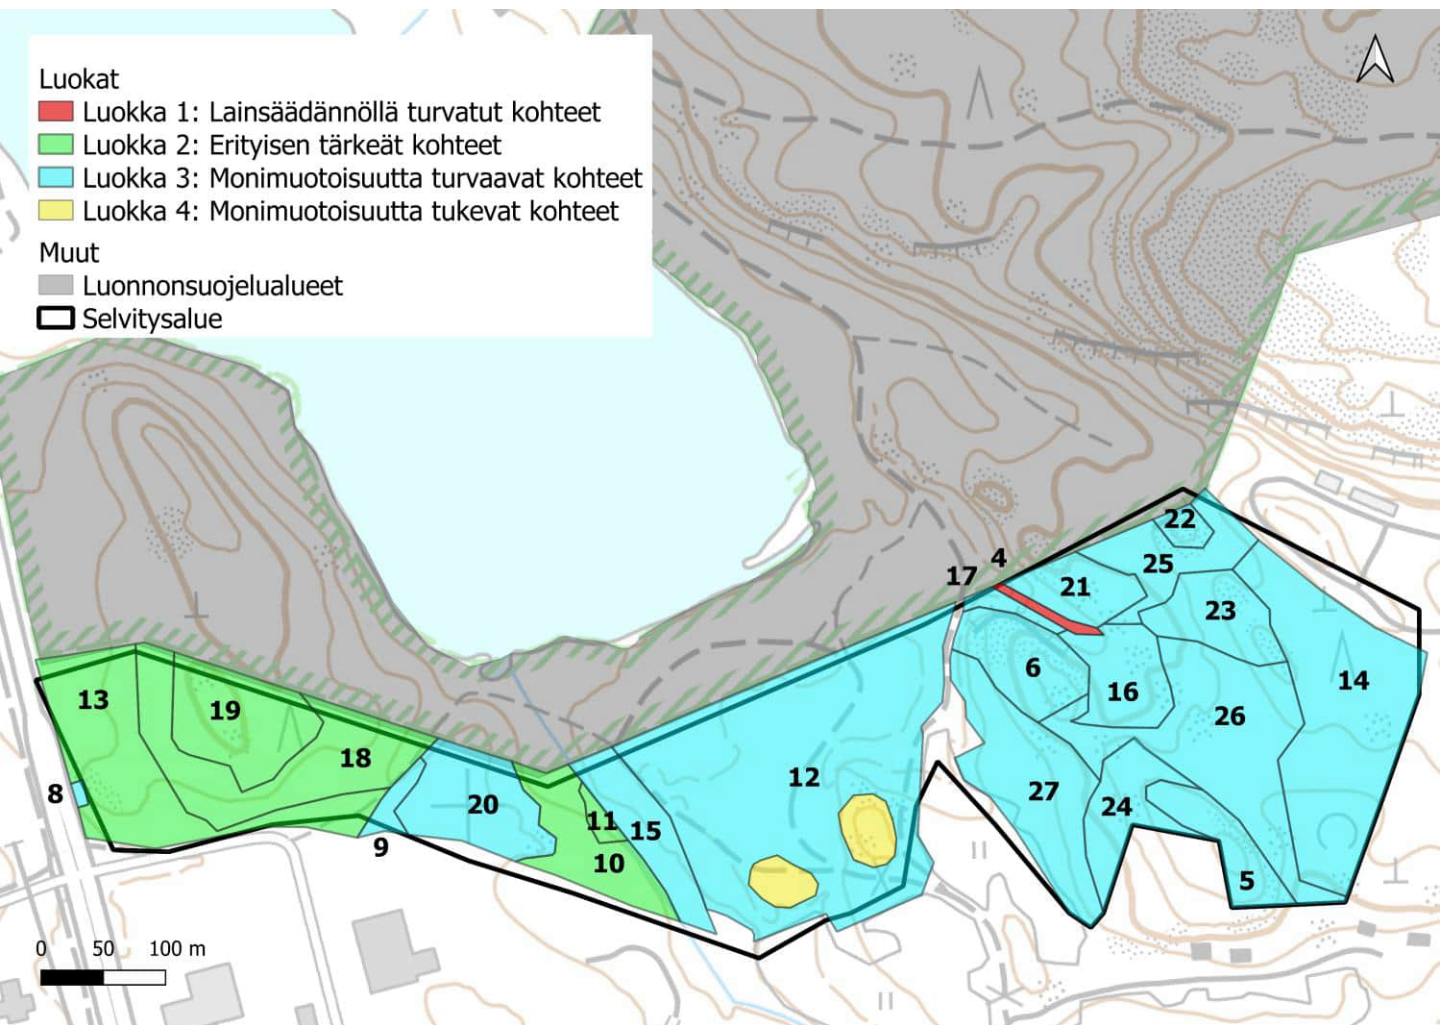 Luokat
Luokka 1: Lainsäädännöllä turvatut kohteet
Luokka 2: Erityisen tärkeät kohteet
Luokka 3: Monimuotoisuutta turvaavat kohteet
Luokka 4: Monimuotoisuutta tukevat kohteet
Muut
Luonnonsuojelualueet
Selvitysalue
22
4
25
17
21
23
6
14
16
13
19
26
18
12
8
27
20
24
11
15
9
10
5
0 50 100 m